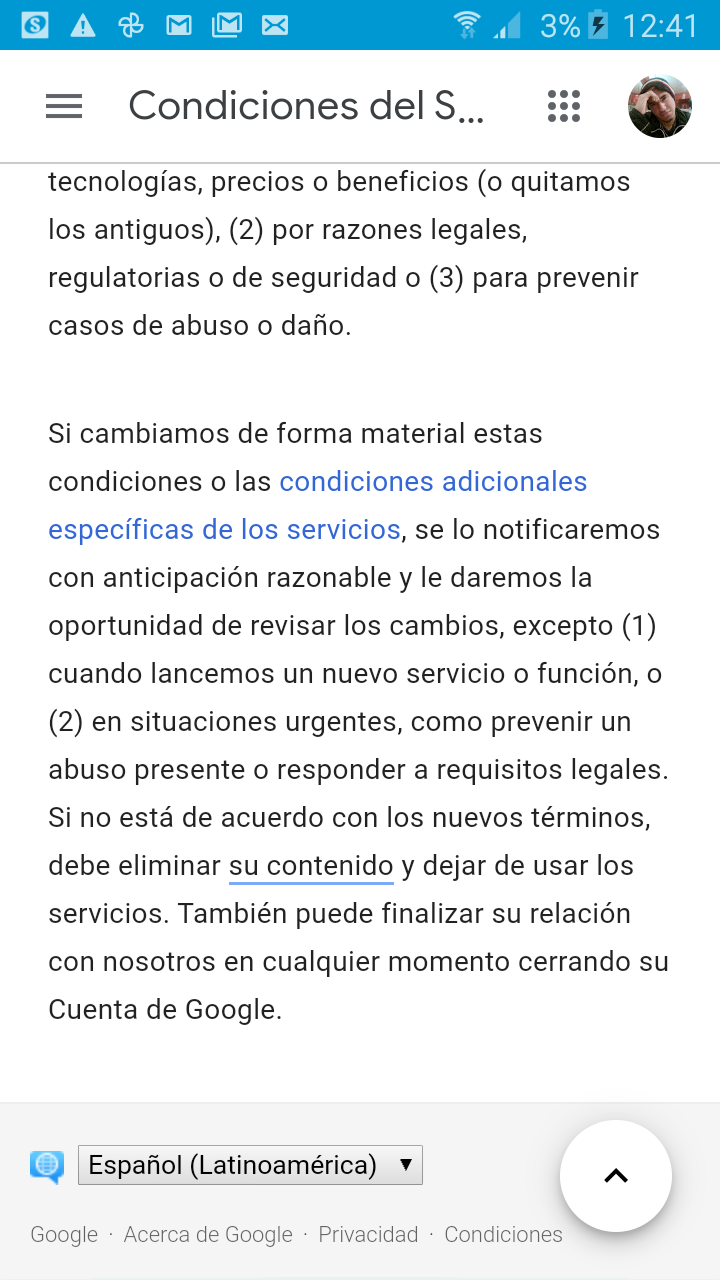 3% 12:41
Condiciones del S...
tecnologías, precios o beneficios (o quitamos
los antiguos), (2) por razones legales,
regulatorias o de seguridad o (3) para prevenir
casos de abuso o daño.
Si cambiamos de forma material estas
condiciones o las condiciones adicionales
específicas de los servicios, se lo notificaremos
con anticipación razonable y le daremos la
oportunidad de revisar los cambios, excepto (1)
cuando lancemos un nuevo servicio o función, o
(2) en situaciones urgentes, como prevenir un
abuso presente o responder a requisitos legales.
Si no está de acuerdo con los nuevos términos,
debe eliminar su contenido y dejar de usar los
servicios. También puede finalizar su relación
con nosotros en cualquier momento cerrando su
Cuenta de Google.
Español (Latinoamérica)
Google · Acerca de Google · Privacidad · Condiciones